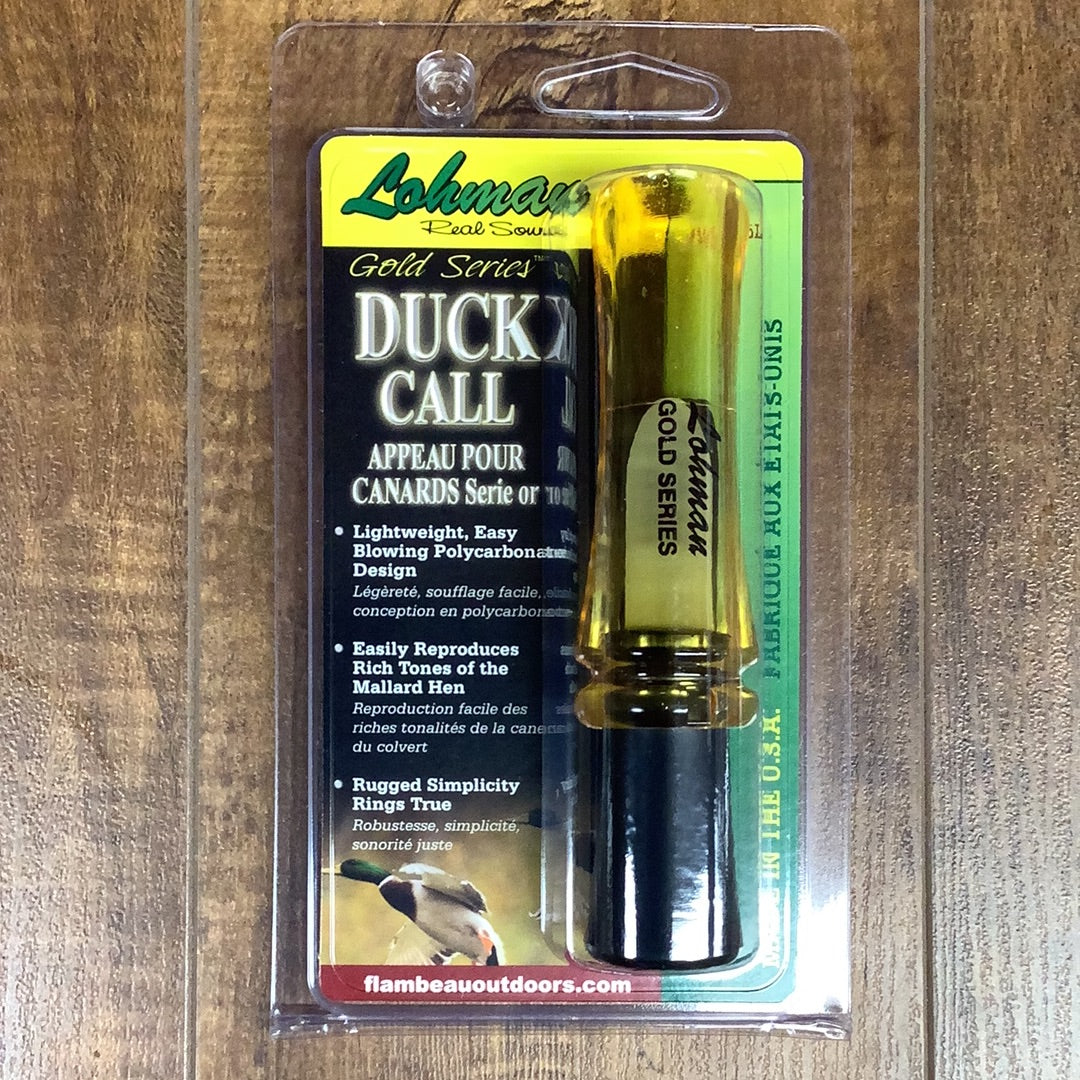 Lohman
Real
Gold Series™
DUCK
CALL
APPEAU POUR
CANARDS Serie or
• Lightweight, Easy
Blowing Polycarbonate
Design
Légèreté, soufflage facile,
conception en polycarbonate
• Easily Reproduces
Rich Tones of the
Mallard Hen
Reproduction facile des
riches tonalités de la cane
du colvert
• Rugged Simplicity
Rings True
Robustesse, simplicité,
sonorité juste
flambeauoutdoors.com
Lohman
GOLD SERIES
MADE IN THE U.S.A. FABRIQUÉ AUX ÉTATS-UNIS